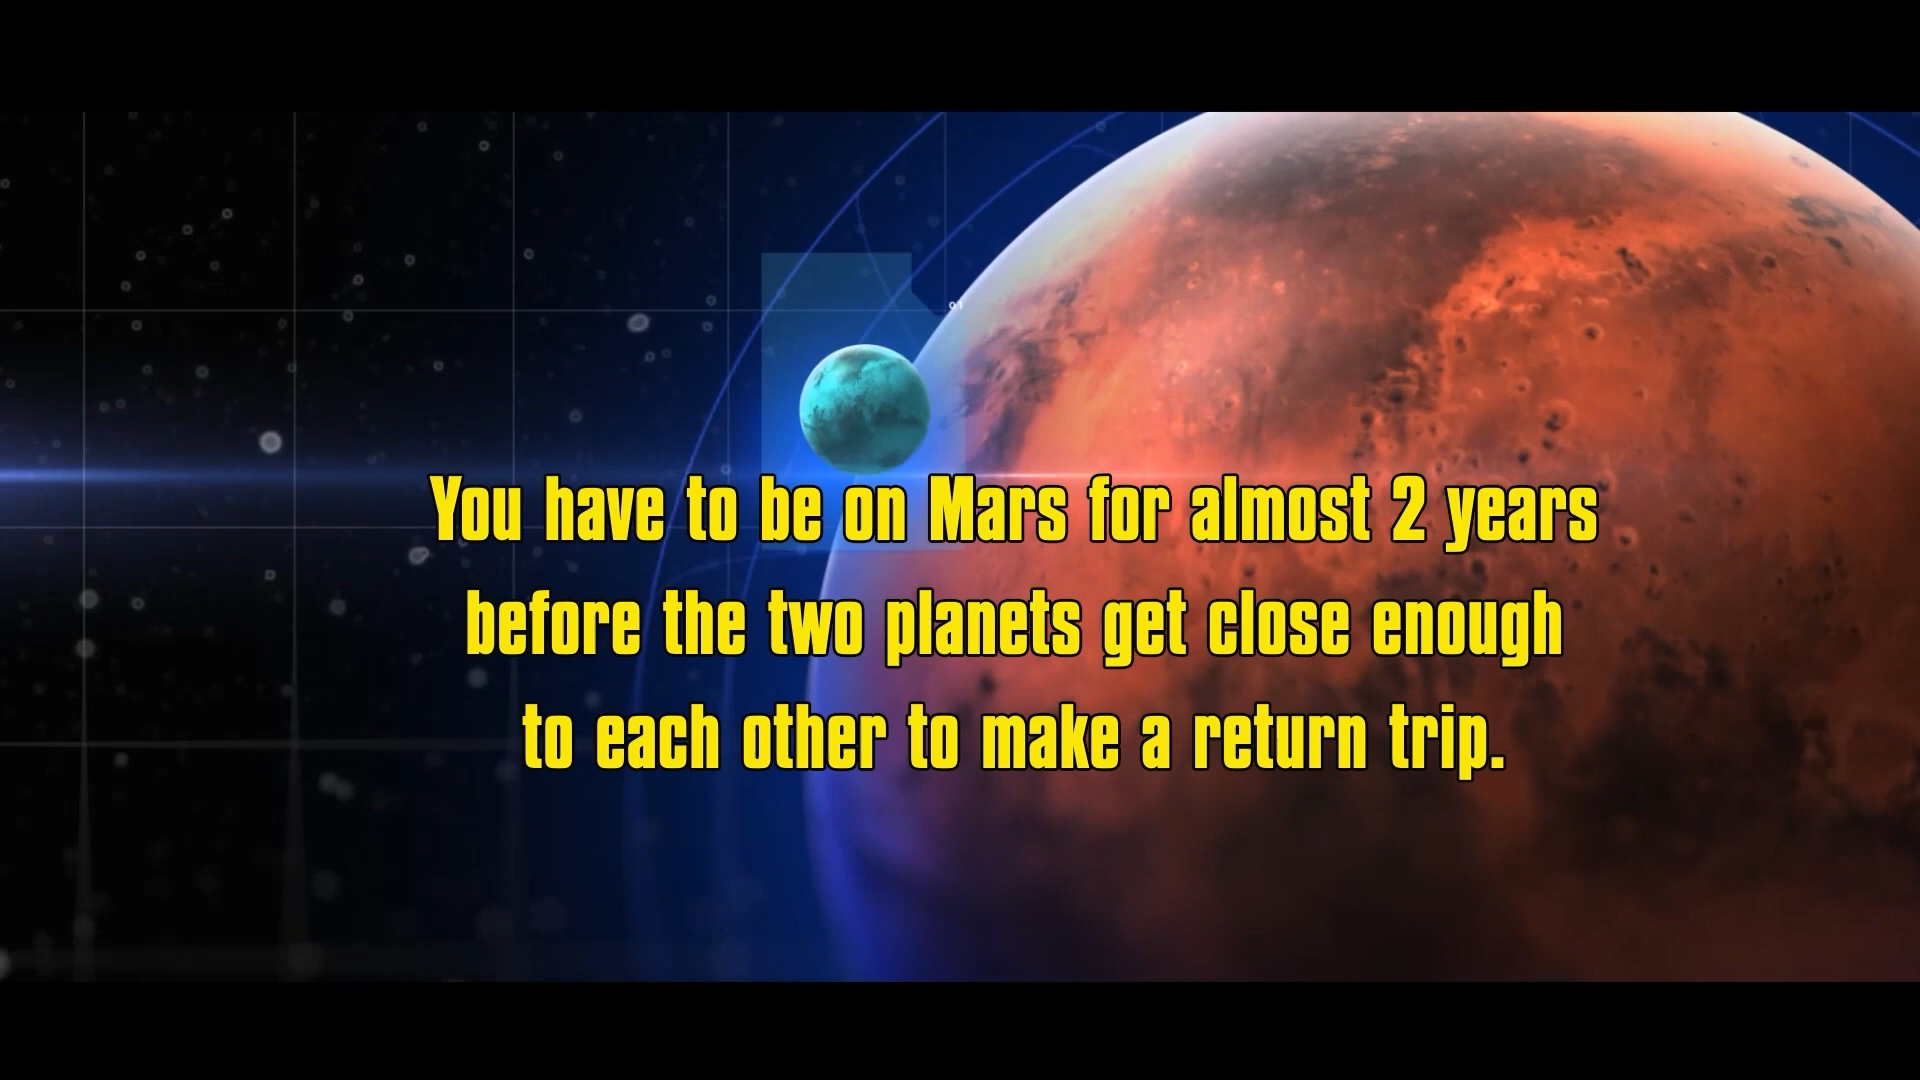 You have to be on Mars for almost 2 years
before the two planets get close enough
to each other to make a return trip.